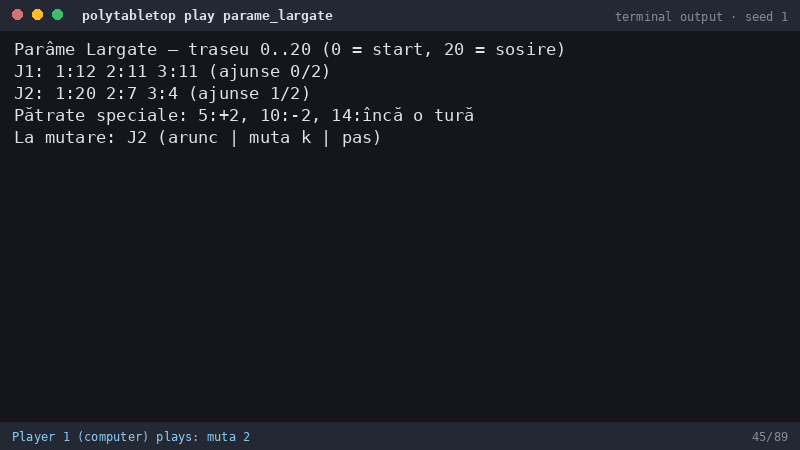 polytabletop play parame_largate
terminal output · seed 1
Parâme Largate — traseu 0..20 (0 = start, 20 = sosire)
J1: 1:12 2:11 3:11 (ajunse 0/2)
J2: 1:20 2:7 3:4 (ajunse 1/2)
Pătrate speciale: 5:+2, 10:-2, 14:încă o tură
La mutare: J2 (arunc | muta k | pas)
Player 1 (computer) plays: muta 2
45/89